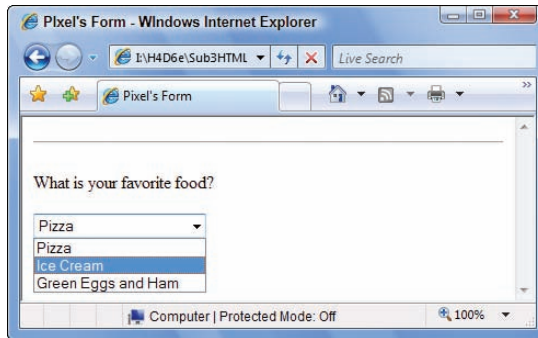 PIxel's Form - WIndows Internet Explorer
I:\H4D6e\Sub3HTML
Live Search
Pixel's Form
What is your favorite food?
Pizza
Pizza
Ice Cream
Green Eggs and Ham
Computer | Protected Mode: Off
100%